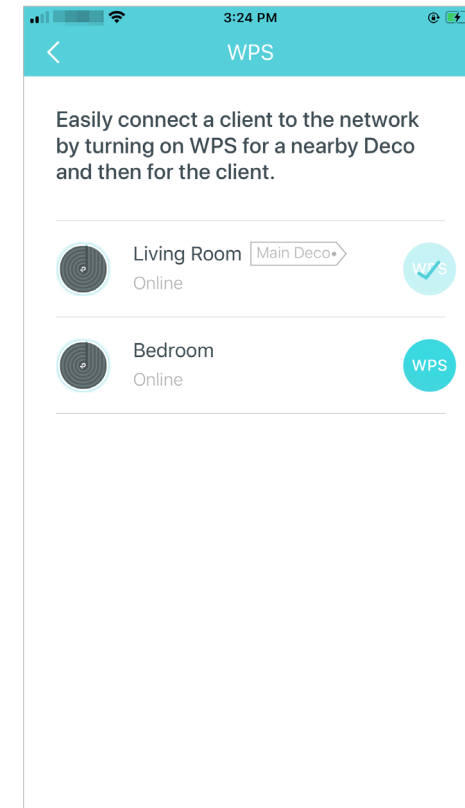 3:24 PM
WPS
Easily connect a client to the network
by turning on WPS for a nearby Deco
and then for the client.
Living Room Main Deco
WPS
Online
Bedroom
WPS
Online